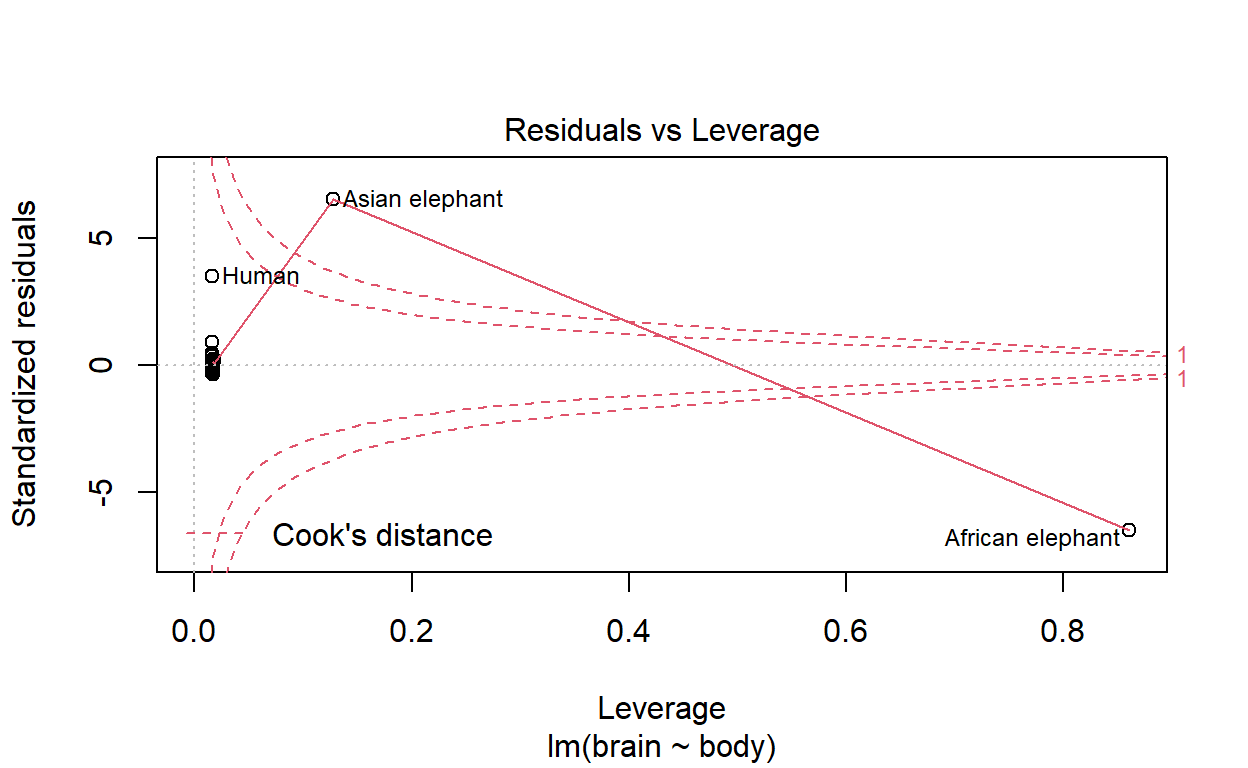 Residuals vs Leverage
Standardized residuals
5
0
-5
Asian elephant
Human
African elephant
Cook's distance
1
1
0.0 0.2 0.4 0.6 0.8
Leverage
lm(brain ~ body)